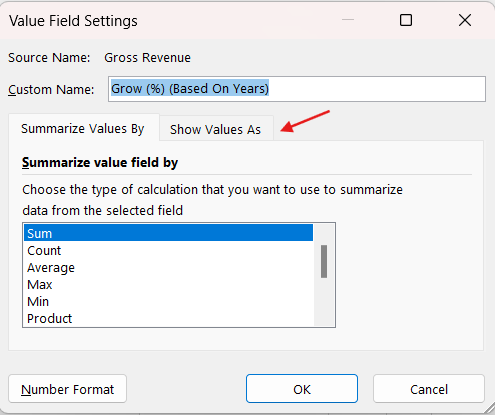 Value Field Settings
Source Name: Gross Revenue
Custom Name: Grow (%) (Based On Years)
Summarize Values By Show Values As
Summarize value field by
Choose the type of calculation that you want to use to summarize
data from the selected field
Sum
Count
Average
Max
Min
Product
Number Format OK Cancel